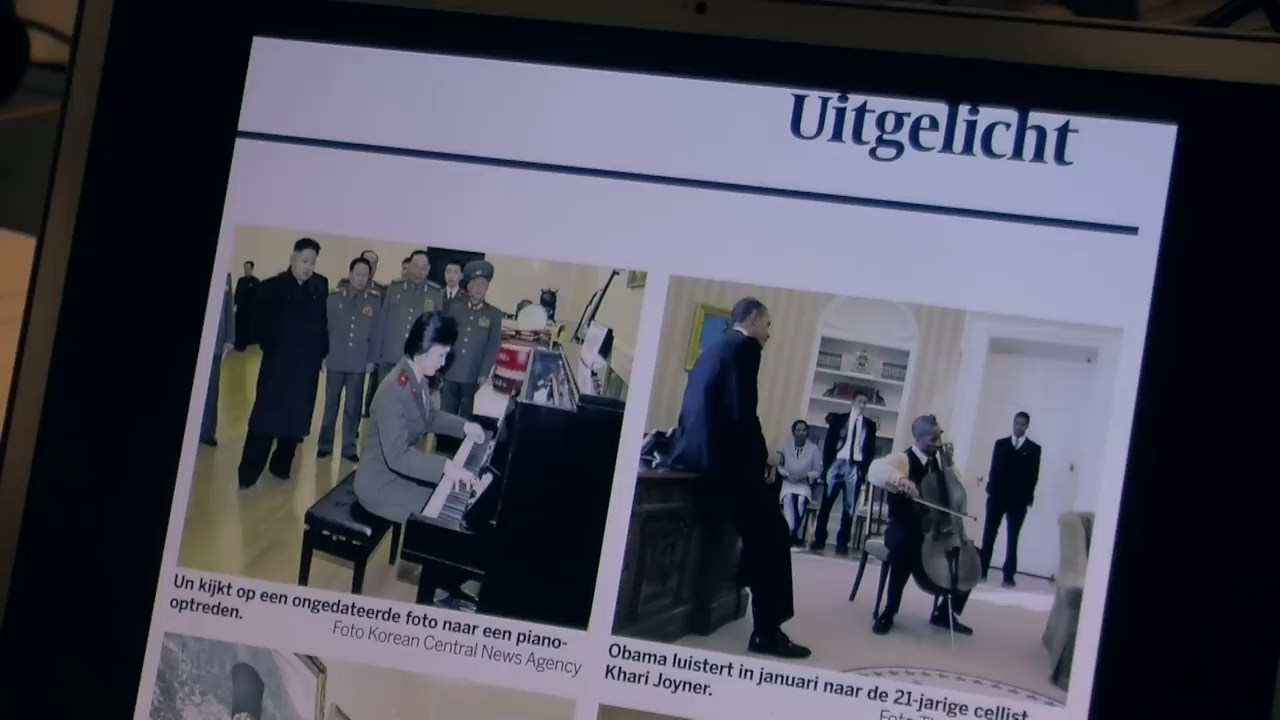 Uitgelicht
Un kijkt op een ongedateerde foto naar een piano-
optreden.
Foto Korean Central News Agency
Obama luistert in januari naar de 21-jarige cellist
Khari Joyner.
Foto